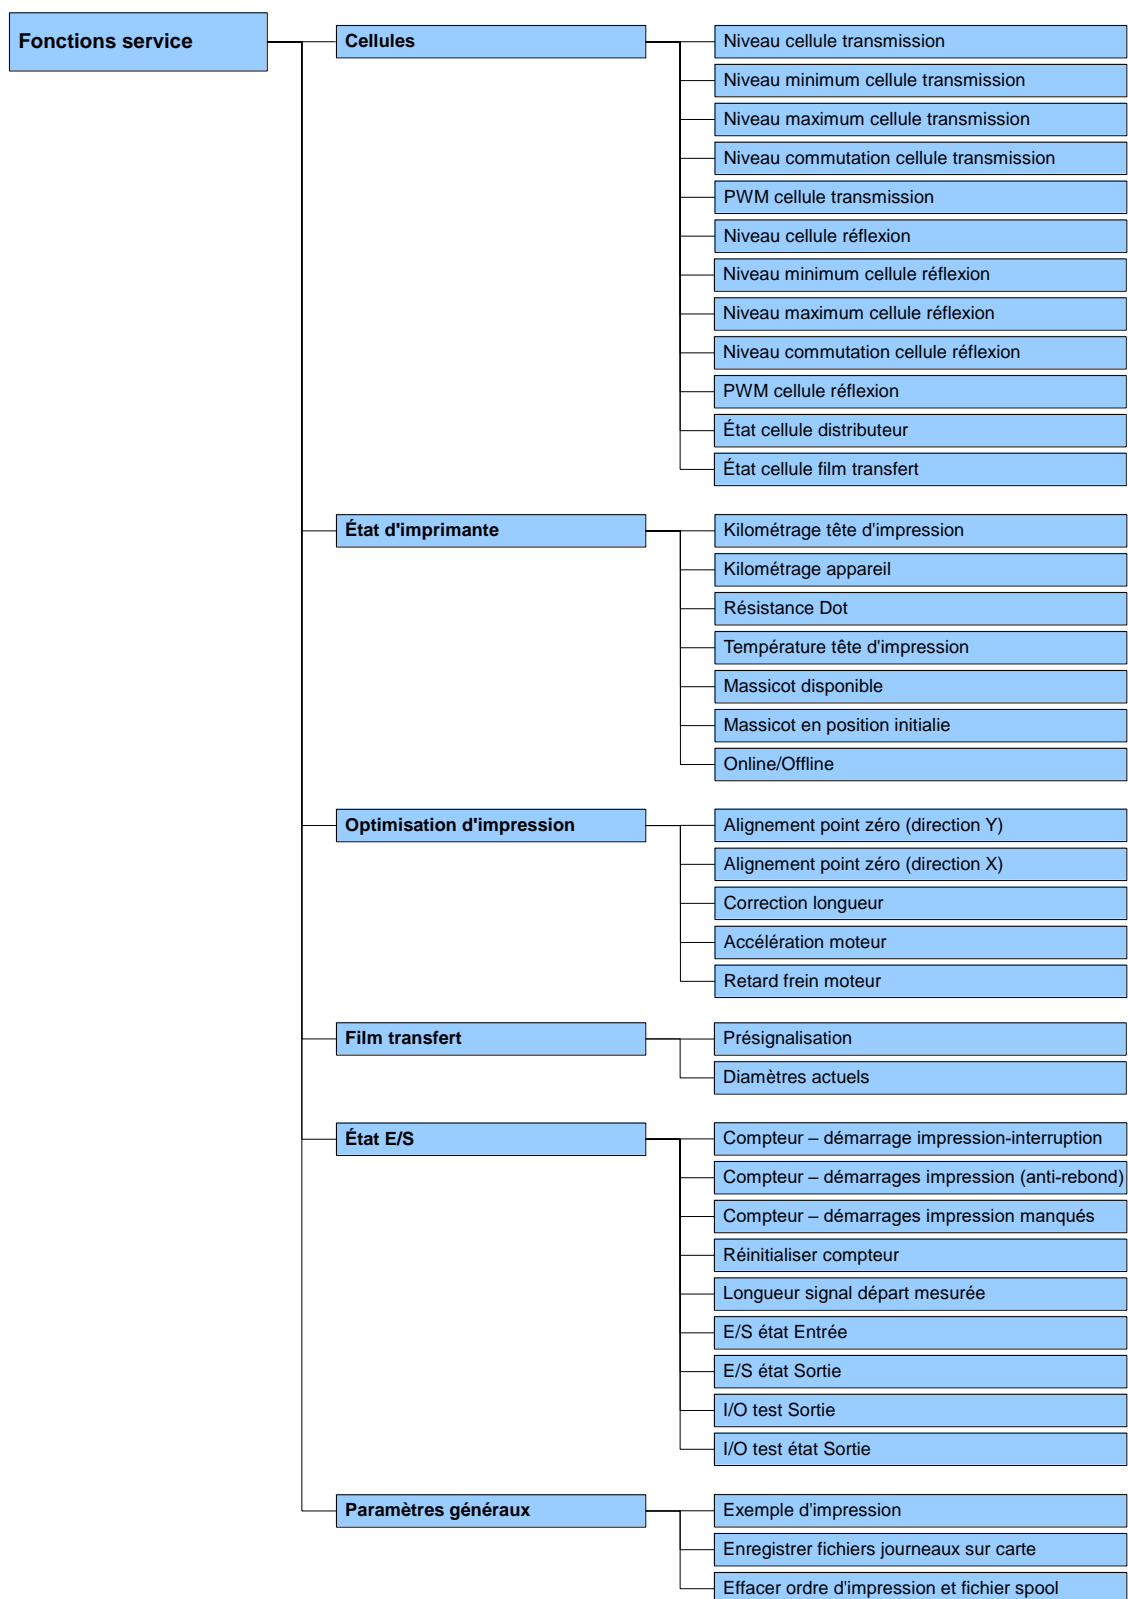 Fonctions service
Cellules
Niveau cellule transmission
Niveau minimum cellule transmission
Niveau maximum cellule transmission
Niveau commutation cellule transmission
PWM cellule transmission
Niveau cellule réflexion
Niveau minimum cellule réflexion
Niveau maximum cellule réflexion
Niveau commutation cellule réflexion
PWM cellule réflexion
État cellule distributeur
État cellule film transfert
État d'imprimante
Kilométrage tête d'impression
Kilométrage appareil
Résistance Dot
Température tête d'impression
Massicot disponible
Massicot en position initialie
Online/Offline
Optimisation d'impression
Alignement point zéro (direction Y)
Alignement point zéro (direction X)
Correction longueur
Accélération moteur
Retard frein moteur
Film transfert
Présignalisation
Diamètres actuels
État E/S
Compteur – démarrage impression-interruption
Compteur – démarrages impression (anti-rebond)
Compteur – démarrages impression manqués
Réinitialiser compteur
Longueur signal départ mesurée
E/S état Entrée
E/S état Sortie
I/O test Sortie
I/O test état Sortie
Paramètres généraux
Exemple d'impression
Enregistrer fichiers journeaux sur carte
Effacer ordre d'impression et fichier spool